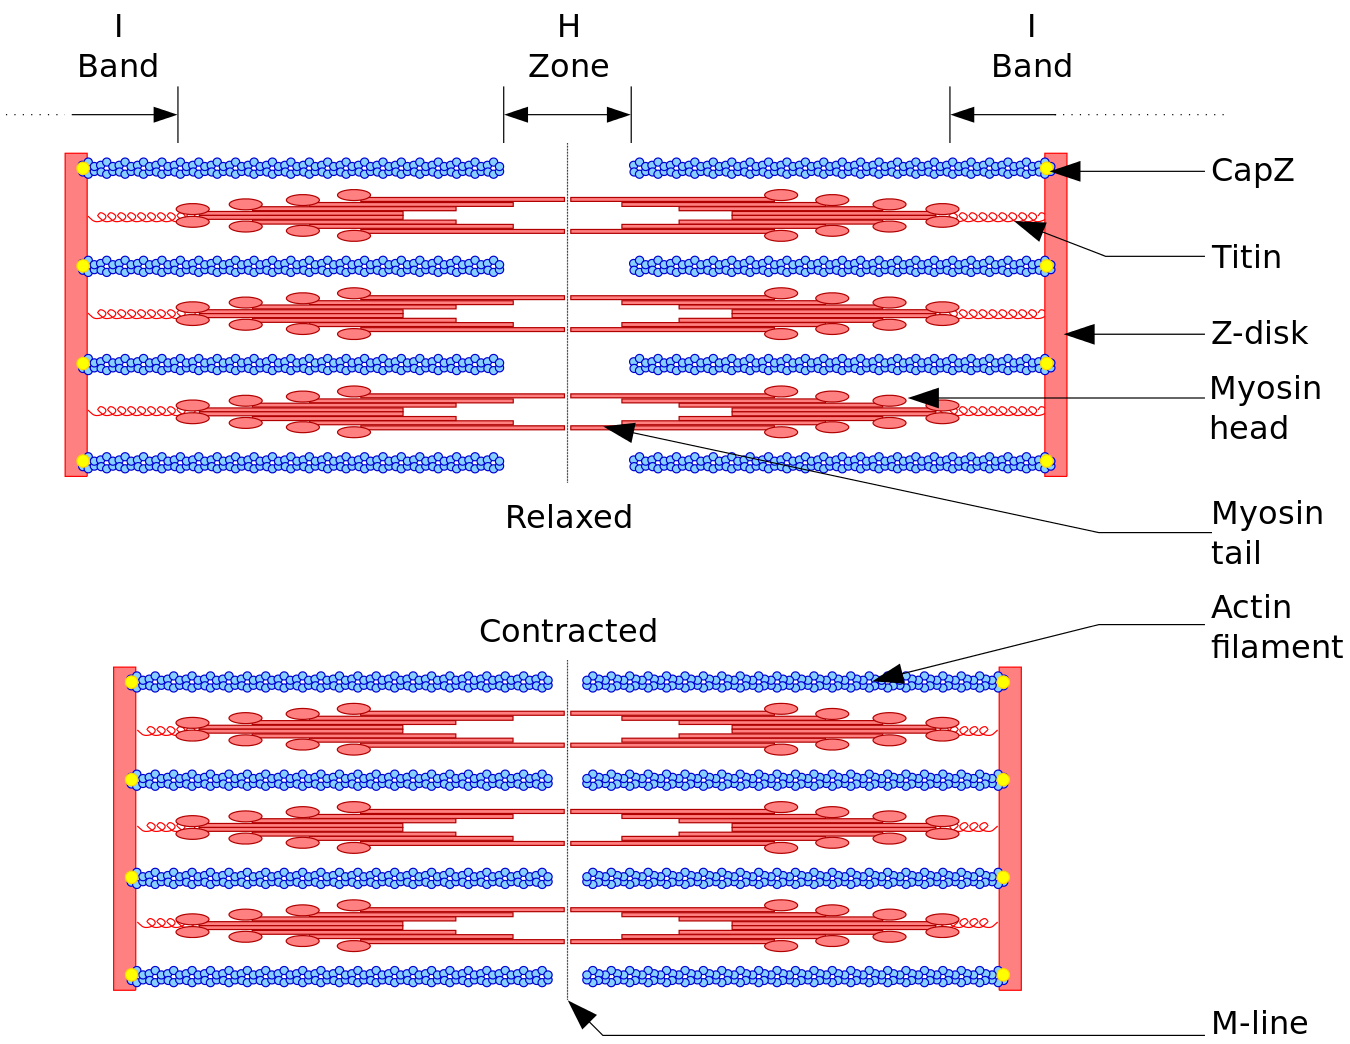 I
Band
H
Zone
I
Band
CapZ
Titin
Z-disk
Myosin
head
Relaxed
Myosin
tail
Contracted
Actin
filament
M-line